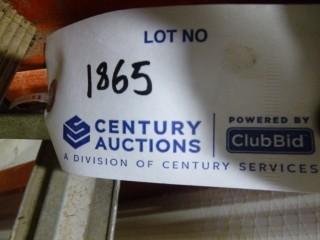 LOT NO
1865
CENTURY
AUCTIONS
A DIVISION OF CENTURY SERVICES
POWERED BY
ClubBid